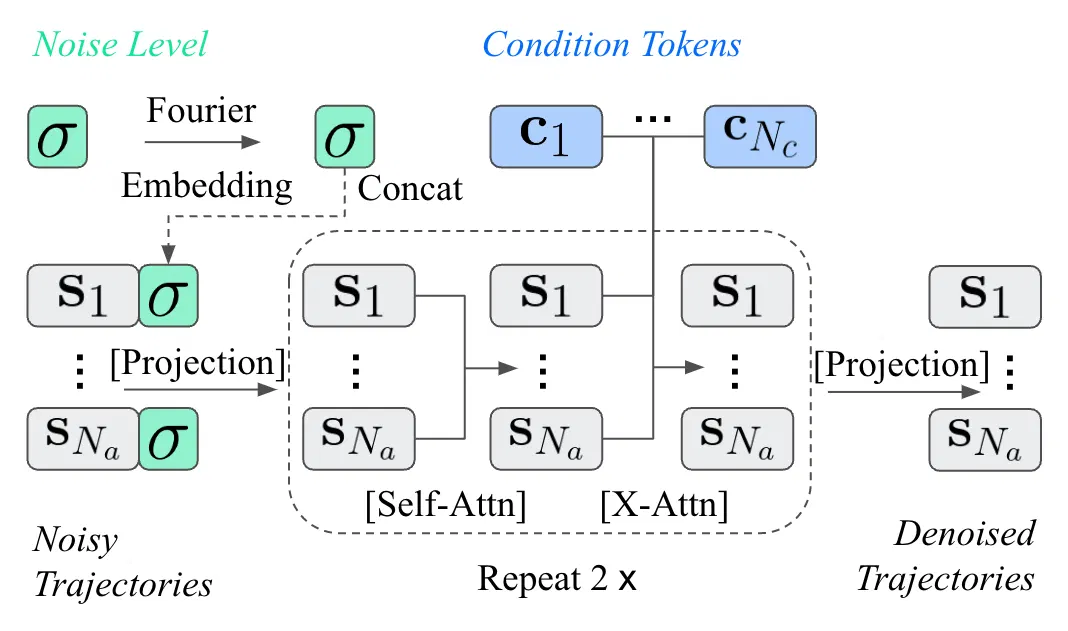 Noise Level
Condition Tokens
σ
Fourier
Embedding
σ
Concat
c1 ... cNc
s1 σ
⋮
sNa σ
[Projection]
s1 s1 s1
⋮ ⋮ ⋮
sNa sNa sNa
[Self-Attn] [X-Attn]
[Projection]
s1
⋮
sNa
Noisy
Trajectories
Repeat 2 x
Denoised
Trajectories